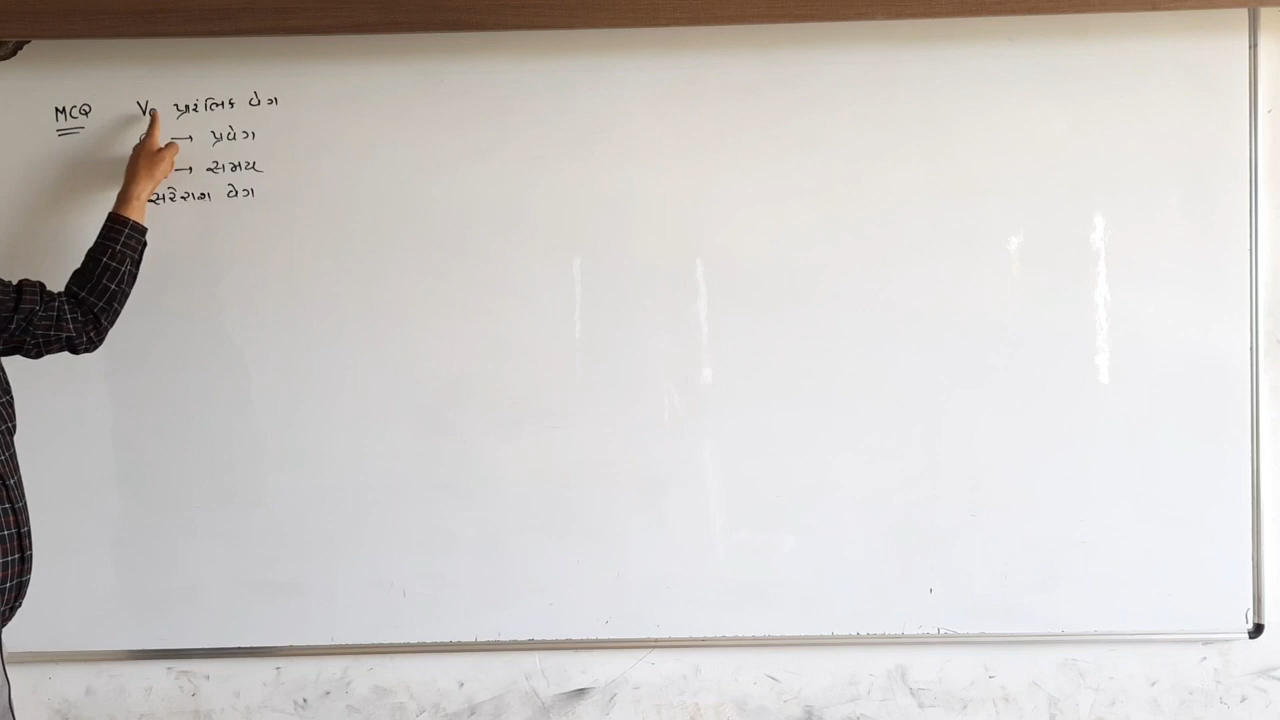 MCQ V₀ પ્રારંભિક વેગ
→ પ્રવેગ
→ સમય
સરેરાશ વેગ